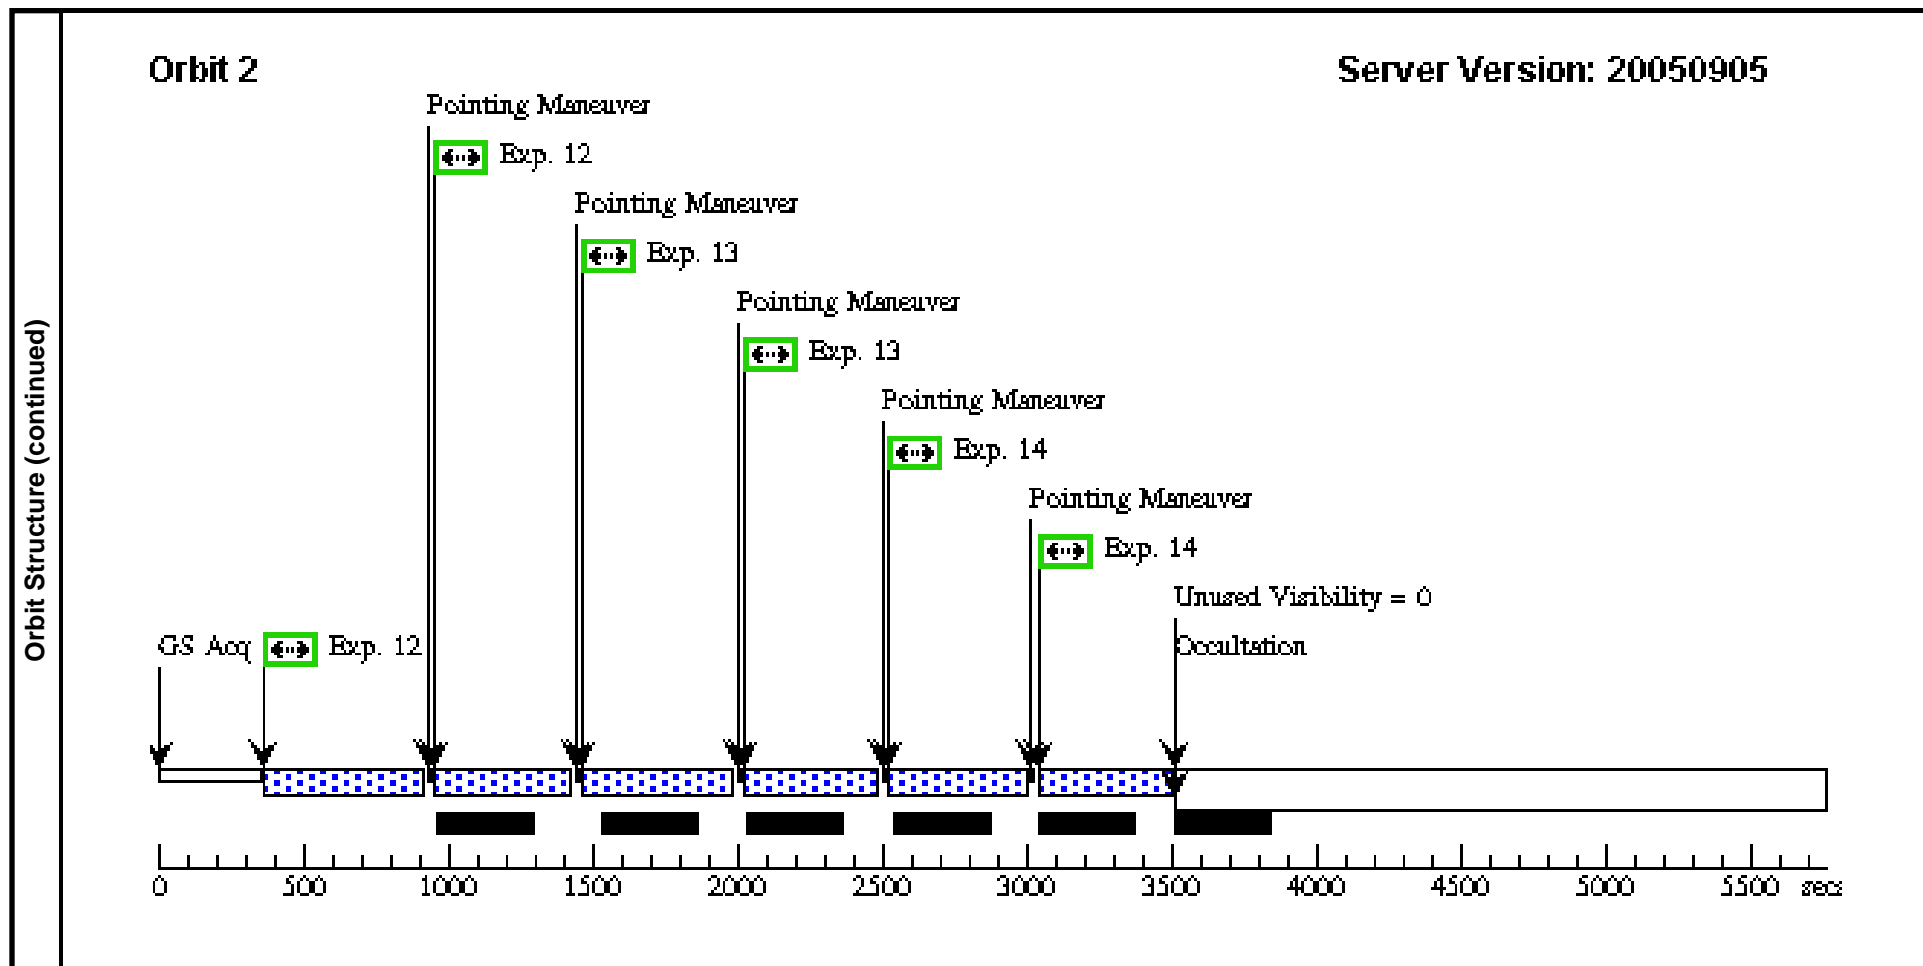 Orbit Structure (continued)
Orbit 2
Server Version: 20050905
Pointing Maneuver
Exp. 12
Pointing Maneuver
Exp. 13
Pointing Maneuver
Exp. 13
Pointing Maneuver
Exp. 14
Pointing Maneuver
Exp. 14
Unused Visibility = 0
GS Acq
Exp. 12
Occultation
0 500 1000 1500 2000 2500 3000 3500 4000 4500 5000 5500 secs